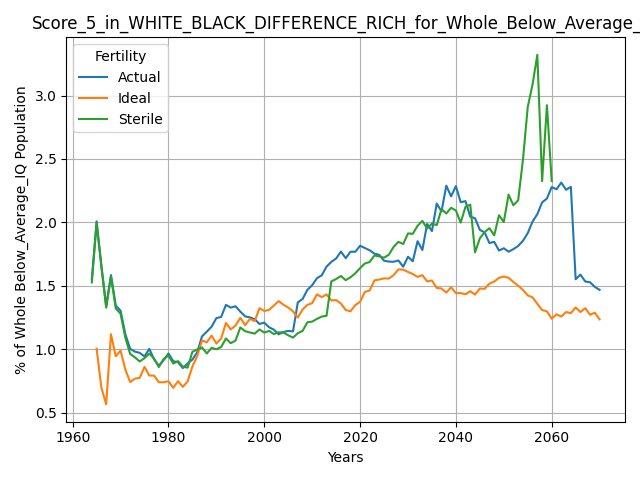 Score_5_in_WHITE_BLACK_DIFFERENCE_RICH_for_Whole_Below_Average_
Fertility
Actual
Ideal
Sterile
% of Whole Below_Average_IQ Population
3.0
2.5
2.0
1.5
1.0
0.5
1960 1980 2000 2020 2040 2060
Years